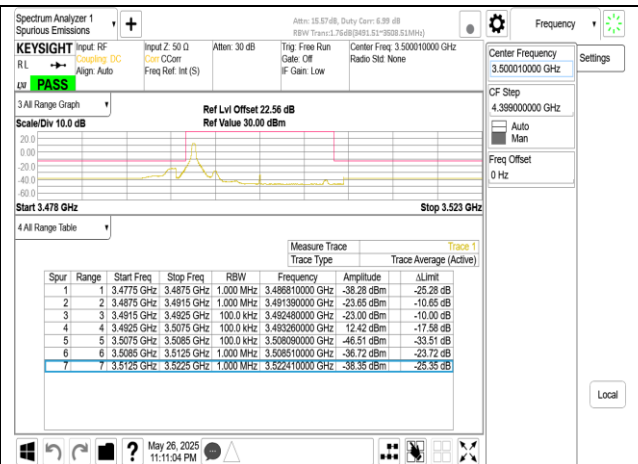 Spectrum Analyzer 1
Spurious Emissions
Attn: 15.57dB, Duty Corr: 6.99 dB
RBW Tran:1.76dB(3491.51~3508.51MHz)
Frequency
KEYSIGHT
Input: RF
Input Z: 50 Ω
Atten: 30 dB
Trig: Free Run
Center Freq: 3.500010000 GHz
RL
Coupling: DC
Corr CCorr
Gate: Off
Radio Std: None
Align: Auto
Freq Ref: Int (S)
IF Gain: Low
LXI
PASS
Center Frequency
3.500010000 GHz
Settings
CF Step
4.399000000 GHz
Auto
Man
Freq Offset
0 Hz
3 All Range Graph
Ref Lvl Offset 22.56 dB
Scale/Div 10.0 dB
Ref Value 30.00 dBm
20.0
0.00
-20.0
-40.0
-60.0
Start 3.478 GHz
Stop 3.523 GHz
4 All Range Table
Measure Trace Trace 1
Trace Type Trace Average (Active)
Spur Range Start Freq Stop Freq RBW Frequency Amplitude ΔLimit
1 1 3.4775 GHz 3.4875 GHz 1.000 MHz 3.486810000 GHz -38.28 dBm -25.28 dB
2 2 3.4875 GHz 3.4915 GHz 1.000 MHz 3.491390000 GHz -23.65 dBm -10.65 dB
3 3 3.4915 GHz 3.4925 GHz 100.0 kHz 3.492480000 GHz -23.00 dBm -10.00 dB
4 4 3.4925 GHz 3.5075 GHz 100.0 kHz 3.493260000 GHz 12.42 dBm -17.58 dB
5 5 3.5075 GHz 3.5085 GHz 100.0 kHz 3.508090000 GHz -46.51 dBm -33.51 dB
6 6 3.5085 GHz 3.5125 GHz 1.000 MHz 3.508510000 GHz -36.72 dBm -23.72 dB
7 7 3.5125 GHz 3.5225 GHz 1.000 MHz 3.522410000 GHz -38.35 dBm -25.35 dB
Local
May 26, 2025
11:11:04 PM